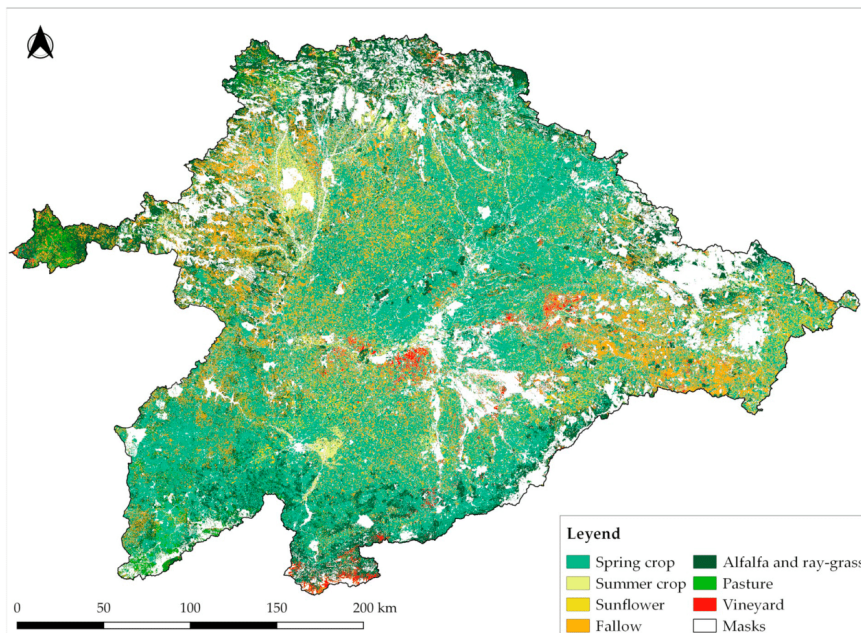 Leyend
Spring crop
Summer crop
Sunflower
Fallow
Alfalfa and ray-grass
Pasture
Vineyard
Masks
0 50 100 150 200 km